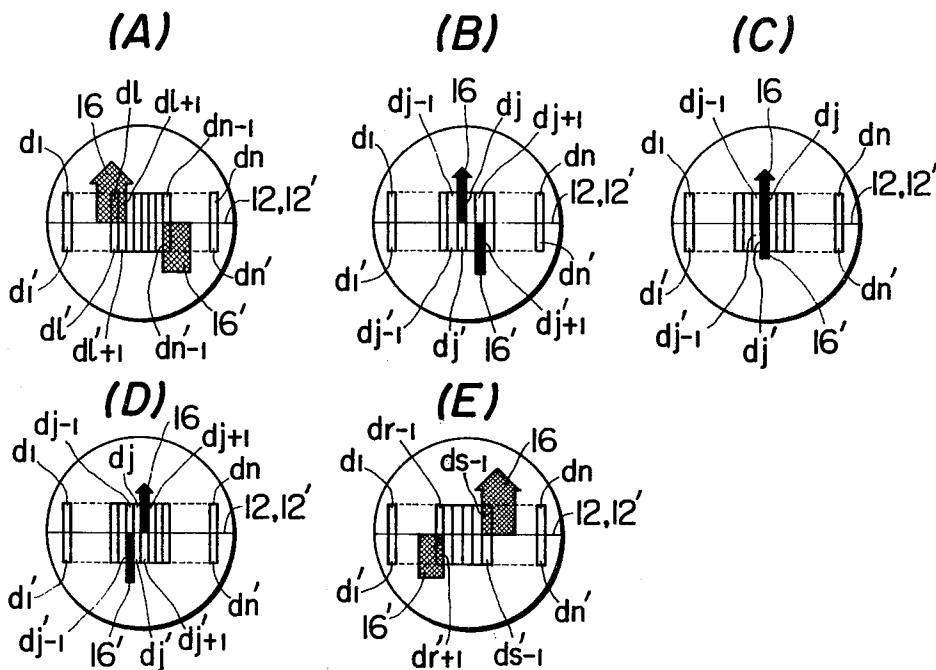 (A)
16 dl dl+1
dn-1
d1
dn
12,12'
d1'
dl'
dl'+1
dn'-1
16'
dn'
(B)
dj-1 16 dj
dj+1
d1
dn
12,12'
d1'
dj'-1 dj' 16' dj'+1
dn'
(C)
dj-1 16 dj
d1
dn
12,12'
d1'
dj'-1 dj' 16'
dn'
(D)
dj-1 16
dj dj+1
d1
dn
12,12'
d1'
dj'-1 16' dj' dj'+1
dn'
(E)
dr-1 16
ds-1
d1
dn
12,12'
d1'
16' dr'+1 ds'-1
dn'